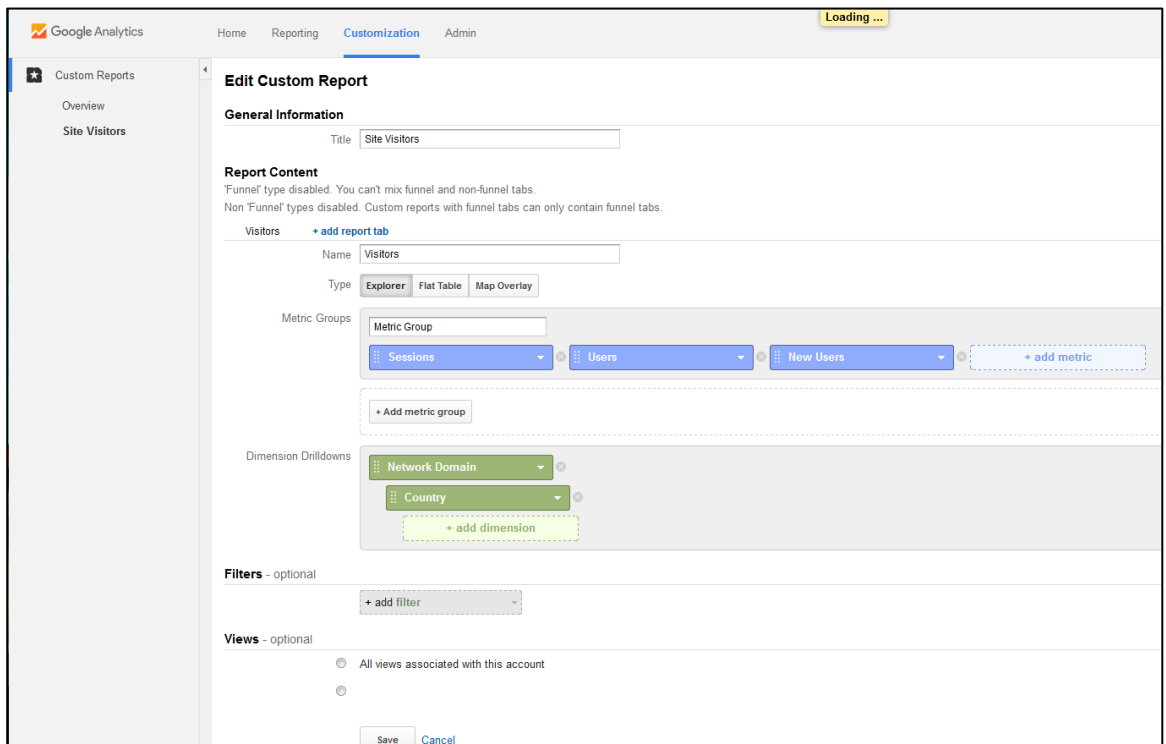 Loading ...
Google Analytics
Home Reporting Customization Admin
Custom Reports
Overview
Site Visitors
Edit Custom Report
General Information
Title Site Visitors
Report Content
'Funnel' type disabled. You can't mix funnel and non-funnel tabs.
Non 'Funnel' types disabled. Custom reports with funnel tabs can only contain funnel tabs.
Visitors + add report tab
Name Visitors
Type Explorer Flat Table Map Overlay
Metric Groups
Metric Group
Sessions Users New Users + add metric
+ Add metric group
Dimension Drilldowns
Network Domain
Country
+ add dimension
Filters - optional
+ add filter
Views - optional
All views associated with this account
Save Cancel